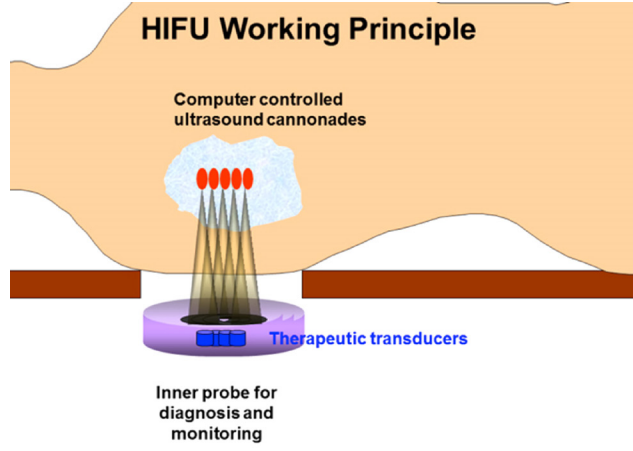 HIFU Working Principle
Computer controlled
ultrasound cannonades
Therapeutic transducers
Inner probe for
diagnosis and
monitoring